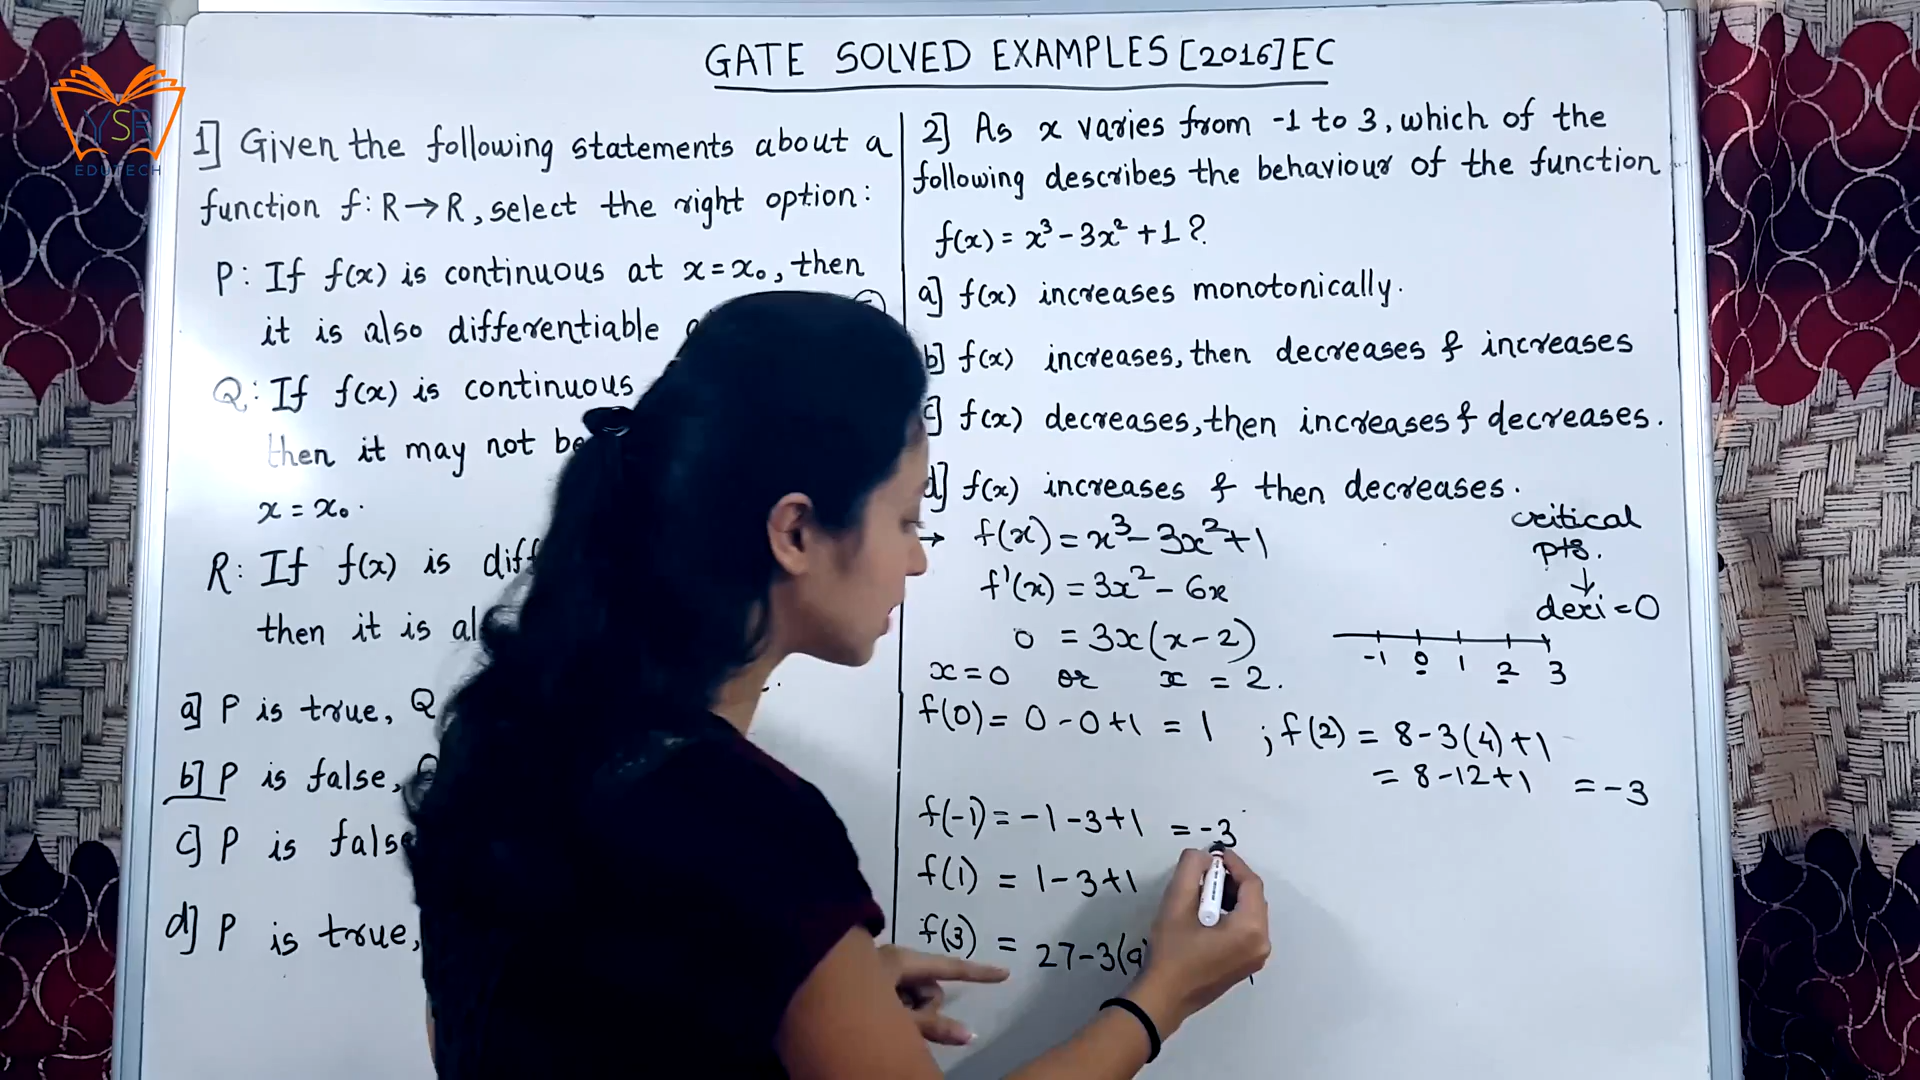 GATE SOLVED EXAMPLES [2016] EC
YSR
EDUTECH
1] Given the following statements about a
function f: R→R, select the right option:
P: If f(x) is continuous at x = x₀, then
it is also differentiable
Q: If f(x) is continuous
then it may not be
x = x₀.
R: If f(x) is diff
then it is al
a] P is true, Q
b] P is false, Q
c] P is false
d] P is true,
2] As x varies from -1 to 3, which of the
following describes the behaviour of the function
f(x) = x³ - 3x² + 1 ?
a] f(x) increases monotonically.
b] f(x) increases, then decreases & increases
c] f(x) decreases, then increases & decreases.
d] f(x) increases & then decreases.
→ f(x) = x³ - 3x² + 1
f'(x) = 3x² - 6x
0 = 3x(x-2)
x = 0 or x = 2.
critical
pts.
↓
deri = 0
-1 0 1 2 3
f(0) = 0 - 0 + 1 = 1 ; f(2) = 8 - 3(4) + 1
= 8 - 12 + 1 = -3
f(-1) = -1 - 3 + 1 = -3
f(1) = 1 - 3 + 1
f(3) = 27 - 3(9)